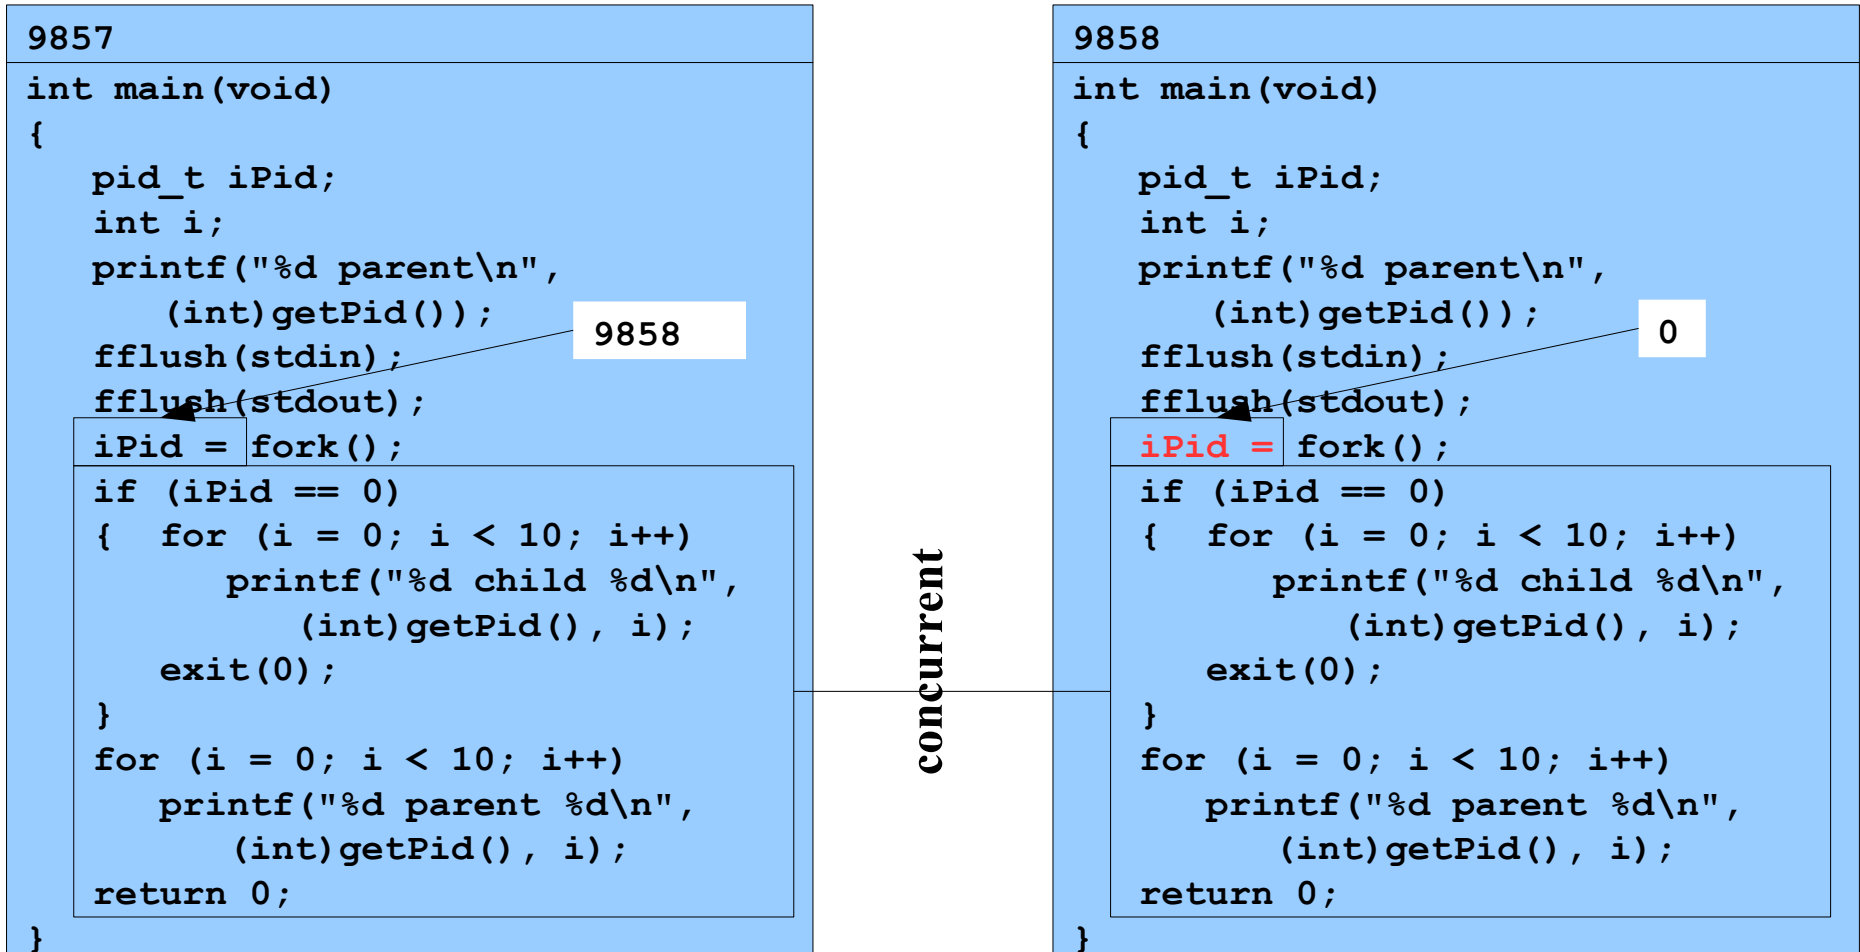 9857
int main(void)
{
   pid_t iPid;
   int i;
   printf("%d parent\n",
      (int)getPid());
9858
   fflush(stdin);
   fflush(stdout);
   iPid = fork();
   if (iPid == 0)
   {  for (i = 0; i < 10; i++)
         printf("%d child %d\n",
            (int)getPid(), i);
      exit(0);
   }
   for (i = 0; i < 10; i++)
      printf("%d parent %d\n",
         (int)getPid(), i);
   return 0;
}
concurrent
9858
int main(void)
{
   pid_t iPid;
   int i;
   printf("%d parent\n",
      (int)getPid());
0
   fflush(stdin);
   fflush(stdout);
   iPid = fork();
   if (iPid == 0)
   {  for (i = 0; i < 10; i++)
         printf("%d child %d\n",
            (int)getPid(), i);
      exit(0);
   }
   for (i = 0; i < 10; i++)
      printf("%d parent %d\n",
         (int)getPid(), i);
   return 0;
}